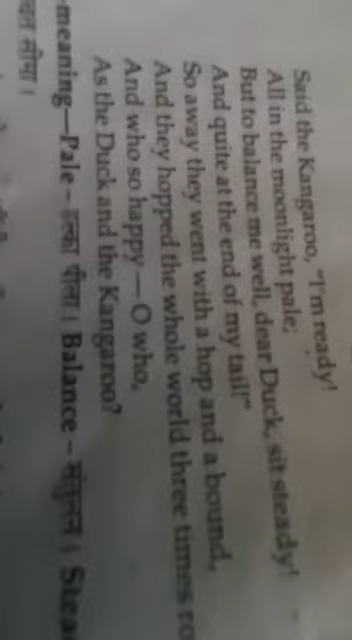 Said the Kangaroo, "I'm ready!
All in the moonlight pale;
But to balance me well, dear Duck, sit steady!
And quite at the end of my tail!"
So away they went with a hop and a bound,
And they hopped the whole world three times ro
And who so happy—O who,
As the Duck and the Kangaroo?
meaning—Pale – हल्का पीला। Balance – संतुलन। Stea
सीमा।